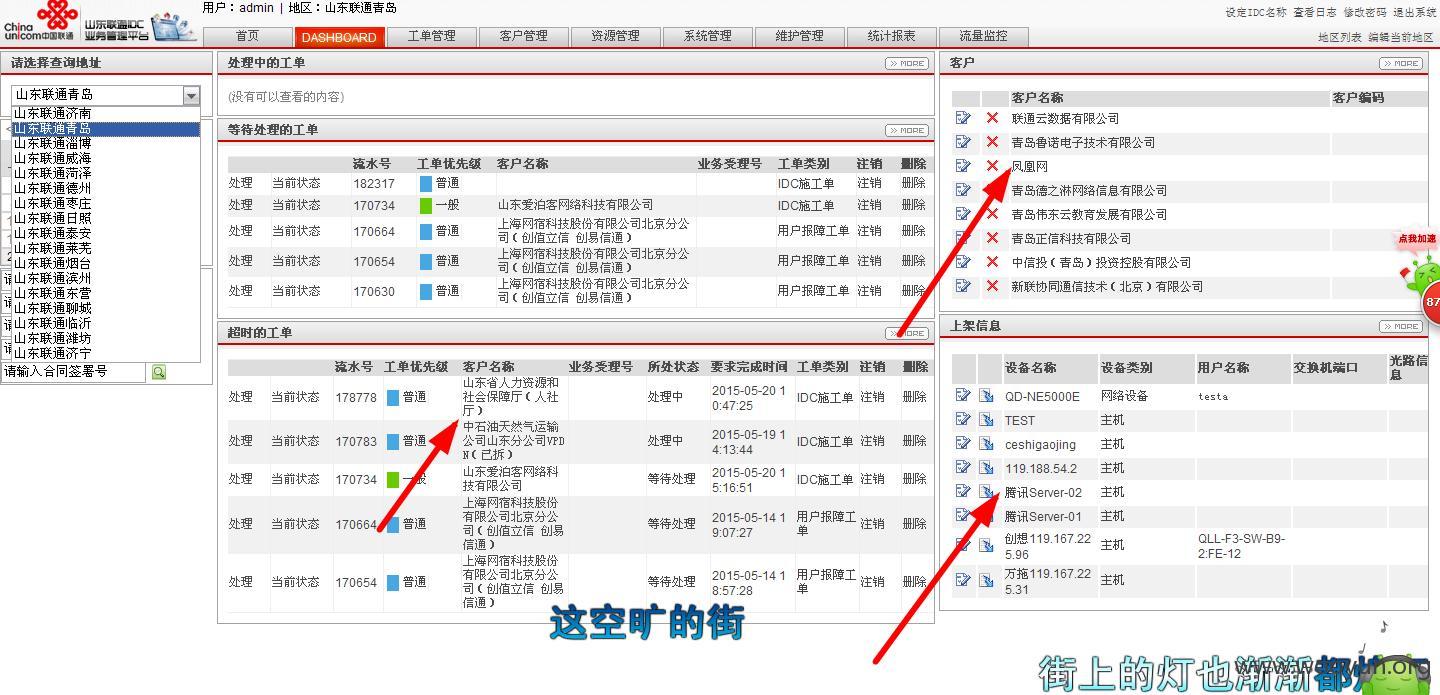 China
unicom中国联通
山东联通IDC
业务管理平台
用户：admin | 地区：山东联通青岛
设定IDC名称 查看日志 修改密码 退出系统
首页 DASHBOARD 工单管理 客户管理 资源管理 系统管理 维护管理 统计报表 流量监控
地区列表 编辑当前地区
请选择查询地址
山东联通青岛
山东联通济南
山东联通青岛
山东联通淄博
山东联通威海
山东联通菏泽
山东联通德州
山东联通枣庄
山东联通日照
山东联通泰安
山东联通莱芜
山东联通烟台
山东联通滨州
山东联通东营
山东联通聊城
山东联通临沂
山东联通潍坊
山东联通济宁
请输入合同签署号
处理中的工单 MORE
(没有可以查看的内容)
等待处理的工单 MORE
流水号 工单优先级 客户名称 业务受理号 工单类别 注销 删除
处理 当前状态 182317 普通 IDC施工单 注销 删除
处理 当前状态 170734 一般 山东爱泊客网络科技有限公司 IDC施工单 注销 删除
处理 当前状态 170664 普通 上海网宿科技股份有限公司北京分公
司（创值立信 创易信通） 用户报障工单 注销 删除
处理 当前状态 170654 普通 上海网宿科技股份有限公司北京分公
司（创值立信 创易信通） 用户报障工单 注销 删除
处理 当前状态 170630 普通 上海网宿科技股份有限公司北京分公
司（创值立信 创易信通） 用户报障工单 注销 删除
超时的工单 MORE
流水号 工单优先级 客户名称 业务受理号 所处状态 要求完成时间 工单类别 注销 删除
处理 当前状态 178778 普通 山东省人力资源和
社会保障厅（人社
厅） 处理中 2015-05-20 1
0:47:25 IDC施工单 注销 删除
处理 当前状态 170783 普通 中石油天然气运输
公司山东分公司VPD
N（已拆） 处理中 2015-05-19 1
4:13:44 IDC施工单 注销 删除
处理 当前状态 170734 一般 山东爱泊客网络科
技有限公司 等待处理 2015-05-20 1
5:16:51 IDC施工单 注销 删除
处理 当前状态 170664 普通 上海网宿科技股份
有限公司北京分公
司（创值立信 创易
信通） 等待处理 2015-05-14 1
9:07:27 用户报障工
单 注销 删除
处理 当前状态 170654 普通 上海网宿科技股份
有限公司北京分公
司（创值立信 创易
信通） 等待处理 2015-05-14 1
8:57:28 用户报障工
单 注销 删除
客户 MORE
客户名称 客户编码
联通云数据有限公司
青岛鲁诺电子技术有限公司
凤凰网
青岛德之淋网络信息有限公司
青岛伟东云教育发展有限公司
青岛正信科技有限公司
中信投（青岛）投资控股有限公司
新联协同通信技术（北京）有限公司
上架信息 MORE
设备名称 设备类别 用户名称 交换机端口 光路信
息
QD-NE5000E 网络设备 testa
TEST 主机
ceshigaojing 主机
119.188.54.2 主机
腾讯Server-02 主机
腾讯Server-01 主机
创想119.167.22
5.96 主机 QLL-F3-SW-B9-
2:FE-12
万拖119.167.22
5.31 主机
点我加速
87
这空旷的街
街上的灯也渐渐都
www.wooyun.org